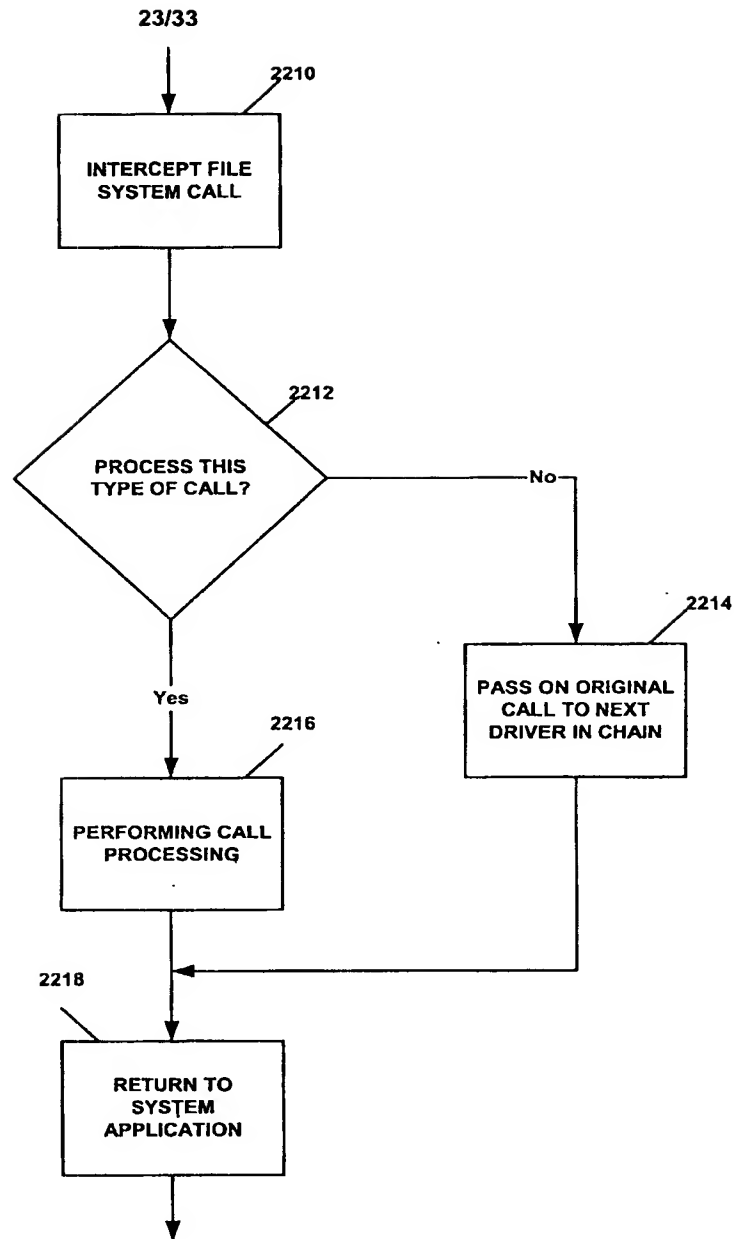 23/33
2210
INTERCEPT FILE
SYSTEM CALL
2212
PROCESS THIS
TYPE OF CALL?
No
2214
PASS ON ORIGINAL
CALL TO NEXT
DRIVER IN CHAIN
Yes
2216
PERFORMING CALL
PROCESSING
2218
RETURN TO
SYSTEM
APPLICATION